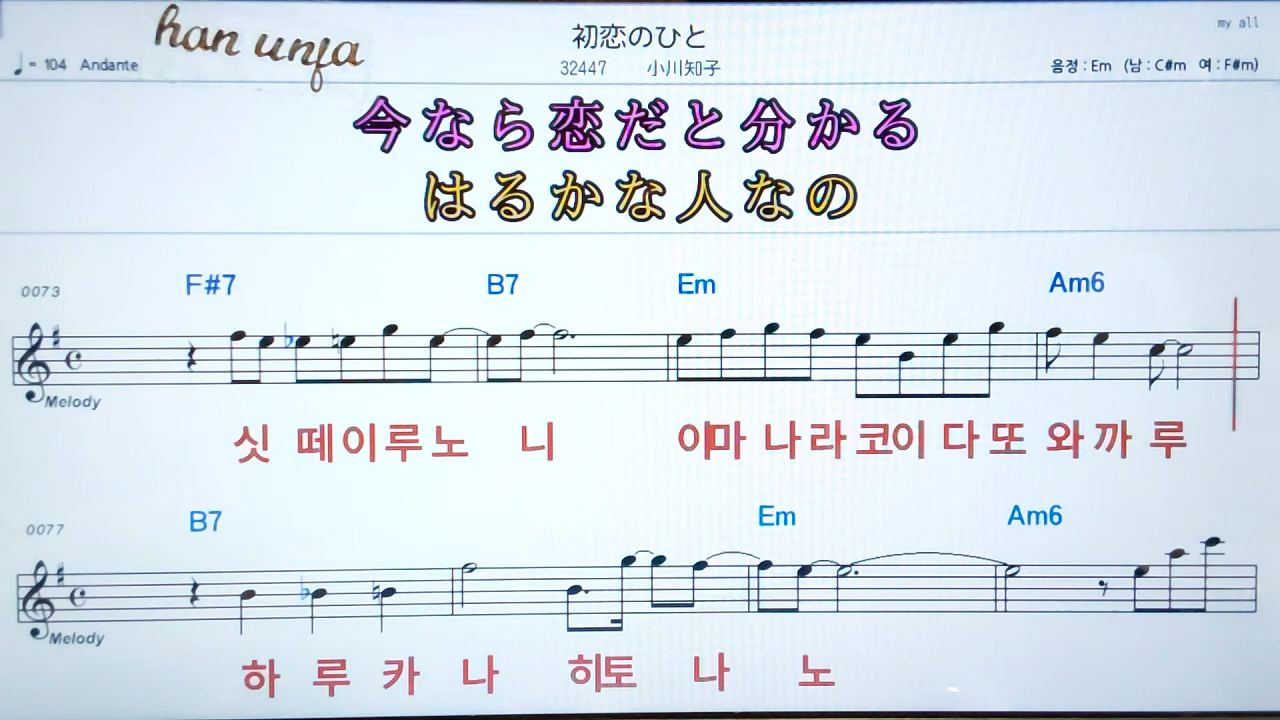 han unfa
初恋のひと
my all
♩= 104 Andante
32447 小川知子
음정 : Em (남 : C#m 여 : F#m)
今なら恋だと分かる
はるかな人なの
0073 F#7 B7 Em Am6
Melody
싯 떼이루노 니 이마 나라 코이 다 또 와까 루
0077 B7 Em Am6
Melody
하 루 카 나 히토 나 노